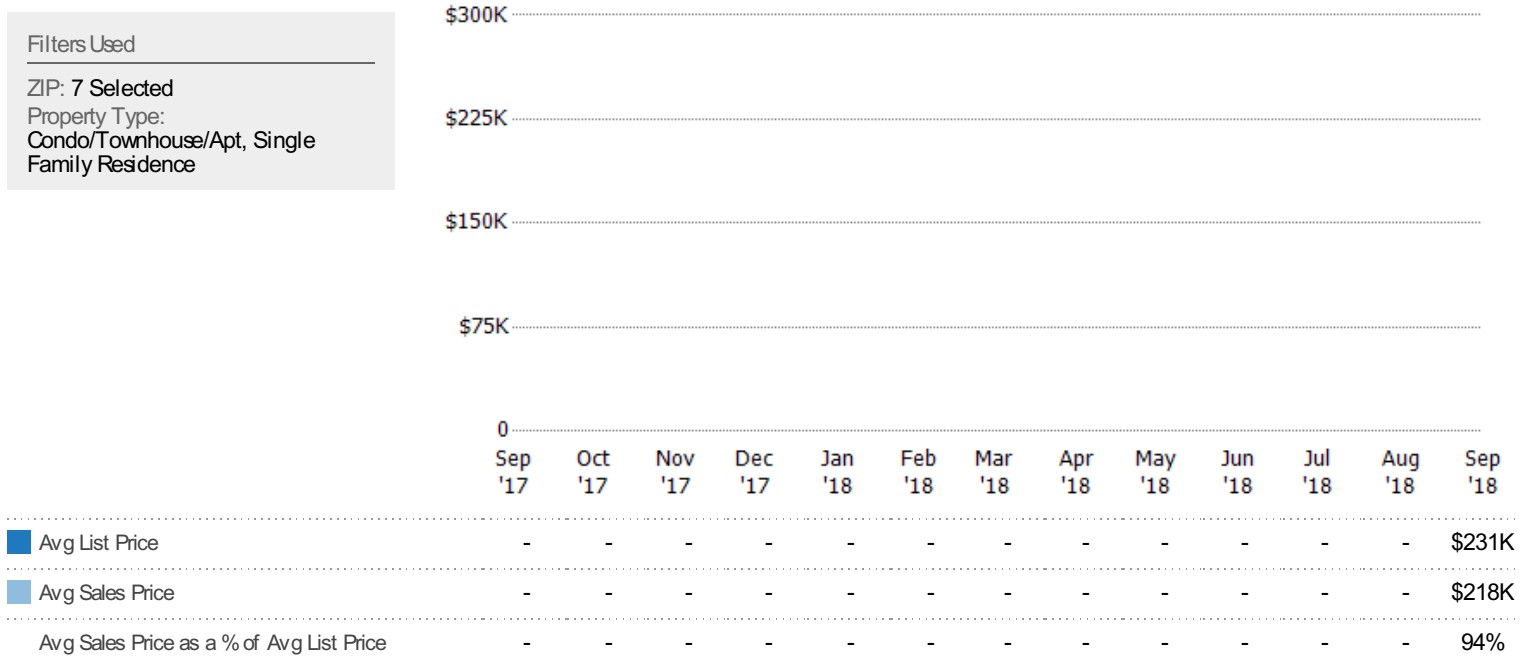 Filters Used
ZIP: 7 Selected
Property Type:
Condo/Townhouse/Apt, Single
Family Residence
$300K
$225K
$150K
$75K
0
Sep Oct Nov Dec Jan Feb Mar Apr May Jun Jul Aug Sep
'17 '17 '17 '17 '18 '18 '18 '18 '18 '18 '18 '18 '18
Avg List Price - - - - - - - - - - - - $231K
Avg Sales Price - - - - - - - - - - - - $218K
Avg Sales Price as a % of Avg List Price - - - - - - - - - - - - 94%